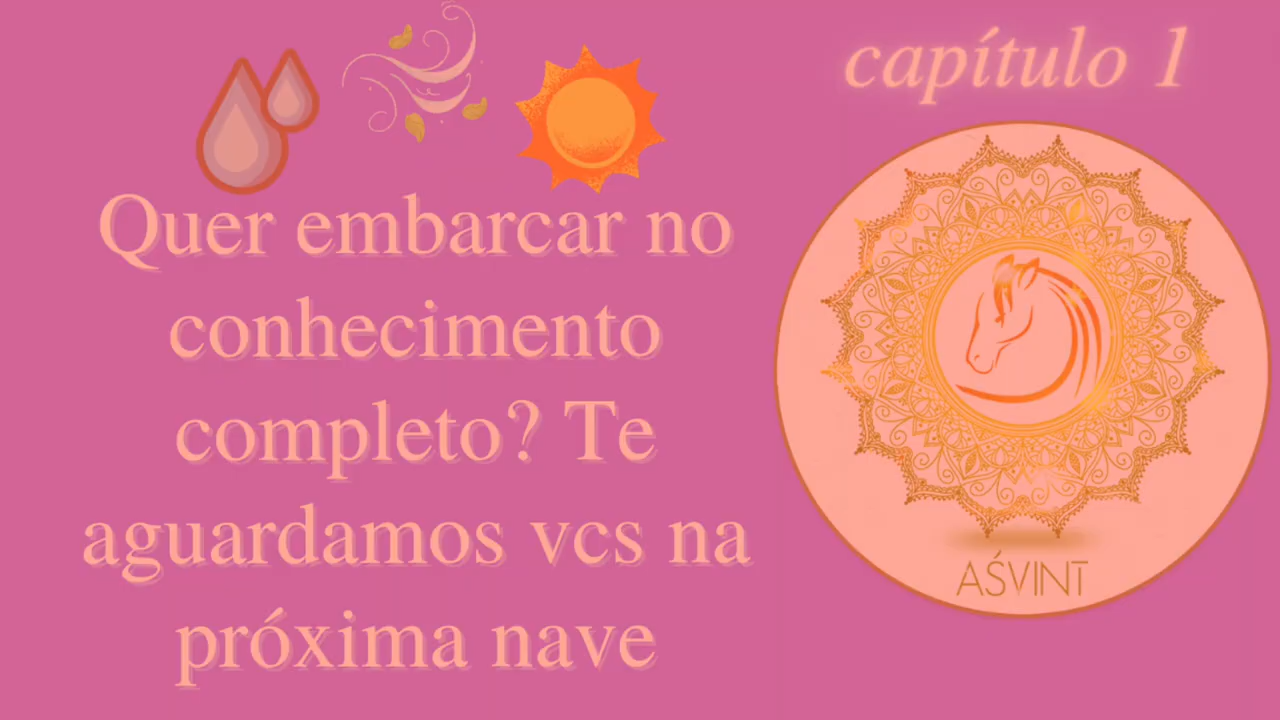 capítulo 1
Quer embarcar no
conhecimento
completo? Te
aguardamos vcs na
próxima nave
AŚVINĪ